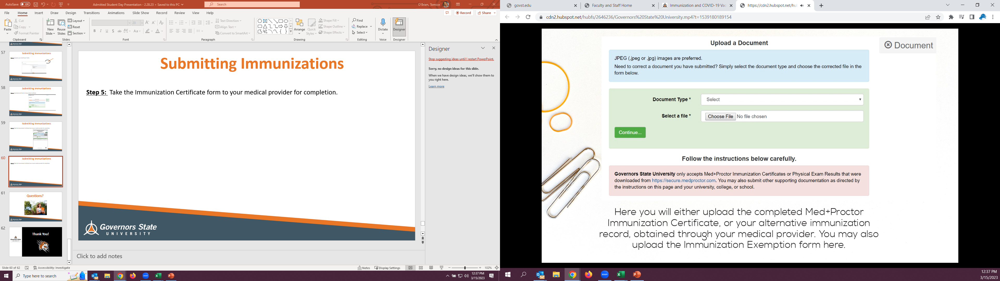 AutoSave Off
Admitted Student Day Presentation - 2.28.23 • Saved to this PC
Search
O'Brien, Tomice
File Home Insert Draw Design Transitions Animations Slide Show Record Review View Help
Record Share
Paste
Cut
Copy
Format Painter
Clipboard
New Slide
Reuse Slides
Layout
Reset
Section
Slides
20
Font
Paragraph
Text Direction
Align Text
Convert to SmartArt
Arrange
Quick Styles
Shape Fill
Shape Outline
Shape Effects
Drawing
Find
Replace
Select
Editing
Dictate
Voice
Designer
Designer
57
Submitting Immunizations
58
Submitting Immunizations
59
Submitting Immunizations
60
Submitting Immunizations
61
Questions?
62
Thank You!
Submitting Immunizations
Step 5: Take the Immunization Certificate form to your medical provider for completion.
Governors State
UNIVERSITY
Click to add notes
Designer
Stop suggesting ideas until I restart PowerPoint.
Sorry, no design ideas for this slide.
When we have design ideas, we'll show them to
you right here.
Learn more
Slide 60 of 62
Accessibility: Investigate
Notes
Display Settings
102%
Type here to search
12:37 PM
3/15/2023
govst.edu
Faculty and Staff Home
Immunization and COVID-19 Vac
https://cdn2.hubspot.net/hu
cdn2.hubspot.net/hubfs/2646236/Governors%20State%20University.mp4?t=1539180189154
Upload a Document
Document
JPEG (.jpeg or .jpg) images are preferred.
Need to correct a document you have submitted? Simply select the document type and choose the corrected file in the
form below.
Document Type * Select
Select a file * Choose File No file chosen
Continue...
Follow the instructions below carefully.
Governors State University only accepts Med+Proctor Immunization Certificates or Physical Exam Results that were
downloaded from https://secure.medproctor.com. You may also submit other supporting documentation as directed by
the instructions on this page and your university, college, or school.
Here you will either upload the completed Med+Proctor
Immunization Certificate, or your alternative immunization
record, obtained through your medical provider. You may also
upload the Immunization Exemption form here.
12:37 PM
3/15/2023